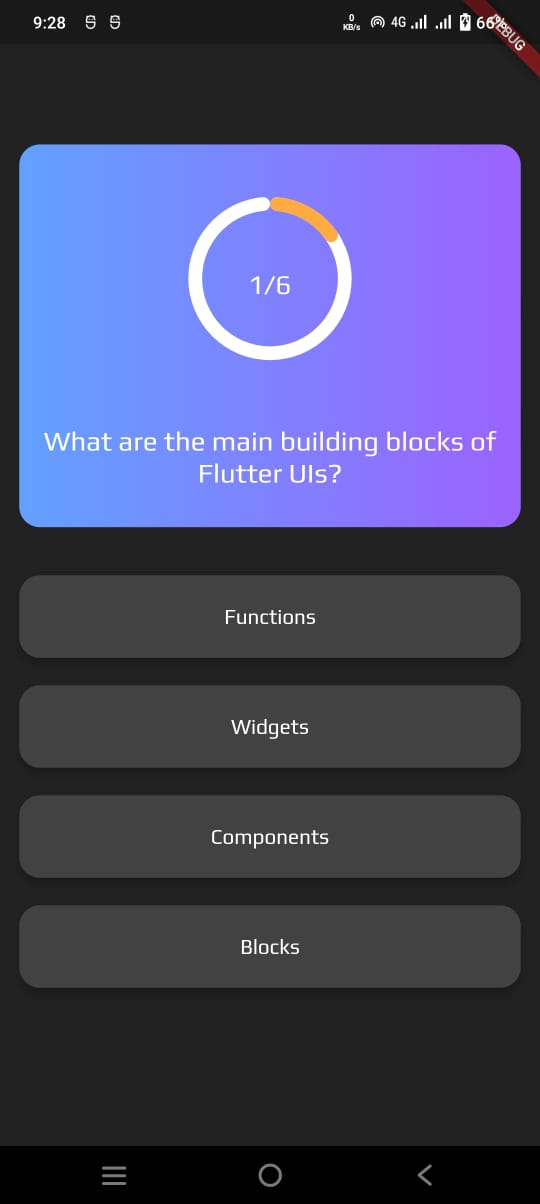 9:28
0
KB/s
4G
66%
DEBUG
1/6
What are the main building blocks of
Flutter UIs?
Functions
Widgets
Components
Blocks